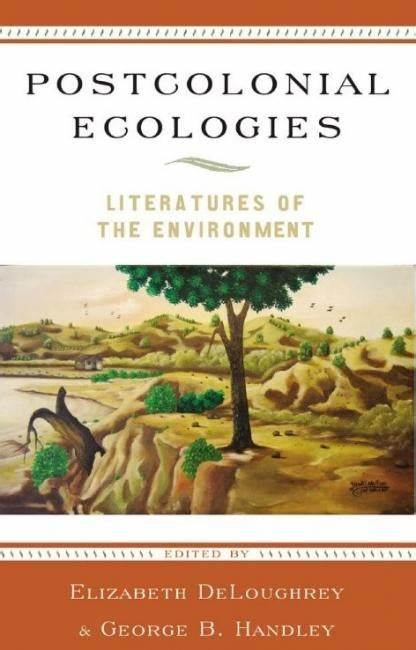 POSTCOLONIAL
ECOLOGIES
LITERATURES OF
THE ENVIRONMENT
EDITED BY
ELIZABETH DELOUGHREY
& GEORGE B. HANDLEY